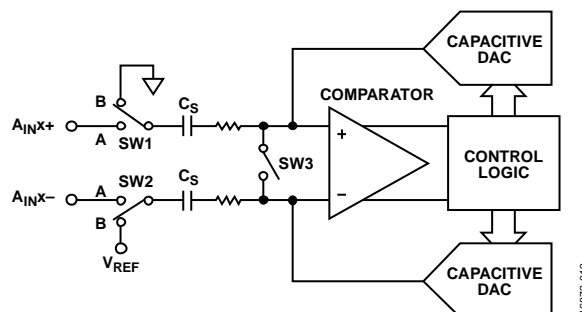 CAPACITIVE
DAC
COMPARATOR
B
CS
AINX+
A
SW1
+
SW3
CONTROL
LOGIC
AINX–
A
SW2
CS
–
B
VREF
CAPACITIVE
DAC